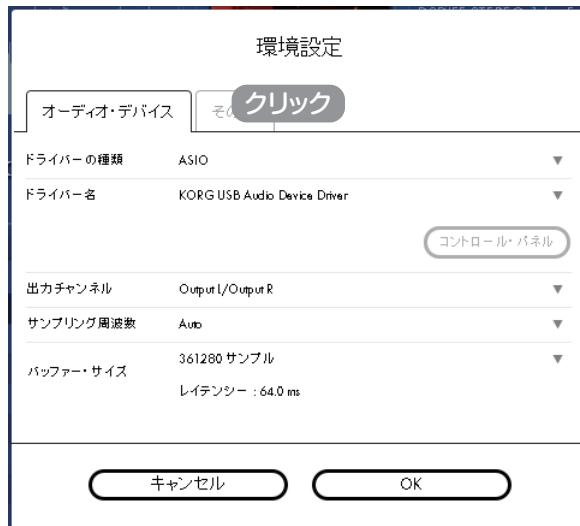 環境設定
オーディオ・デバイス
そ
クリック
ドライバーの種類 ASIO
ドライバー名 KORG USB Audio Device Driver
コントロール・パネル
出力チャンネル Output L/Output R
サンプリング周波数 Auto
バッファー・サイズ 361280 サンプル
レイテンシー : 64.0 ms
キャンセル OK